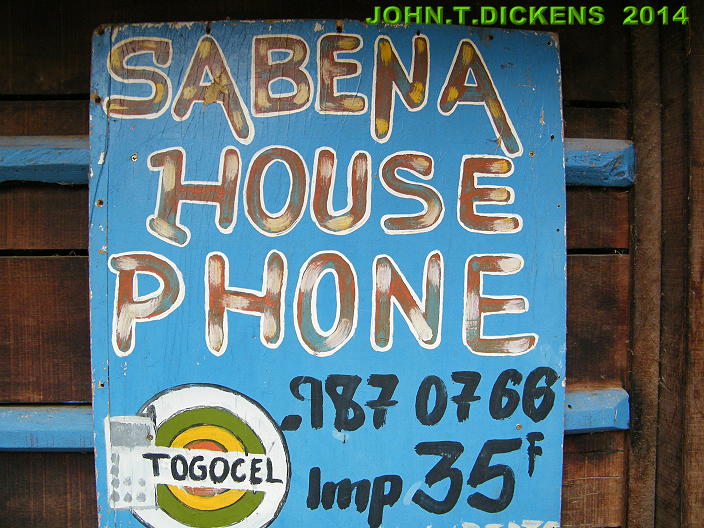 JOHN.T.DICKENS 2014
SABENA
HOUSE
PHONE
987 07 66
TOGOCEL
Imp 35F